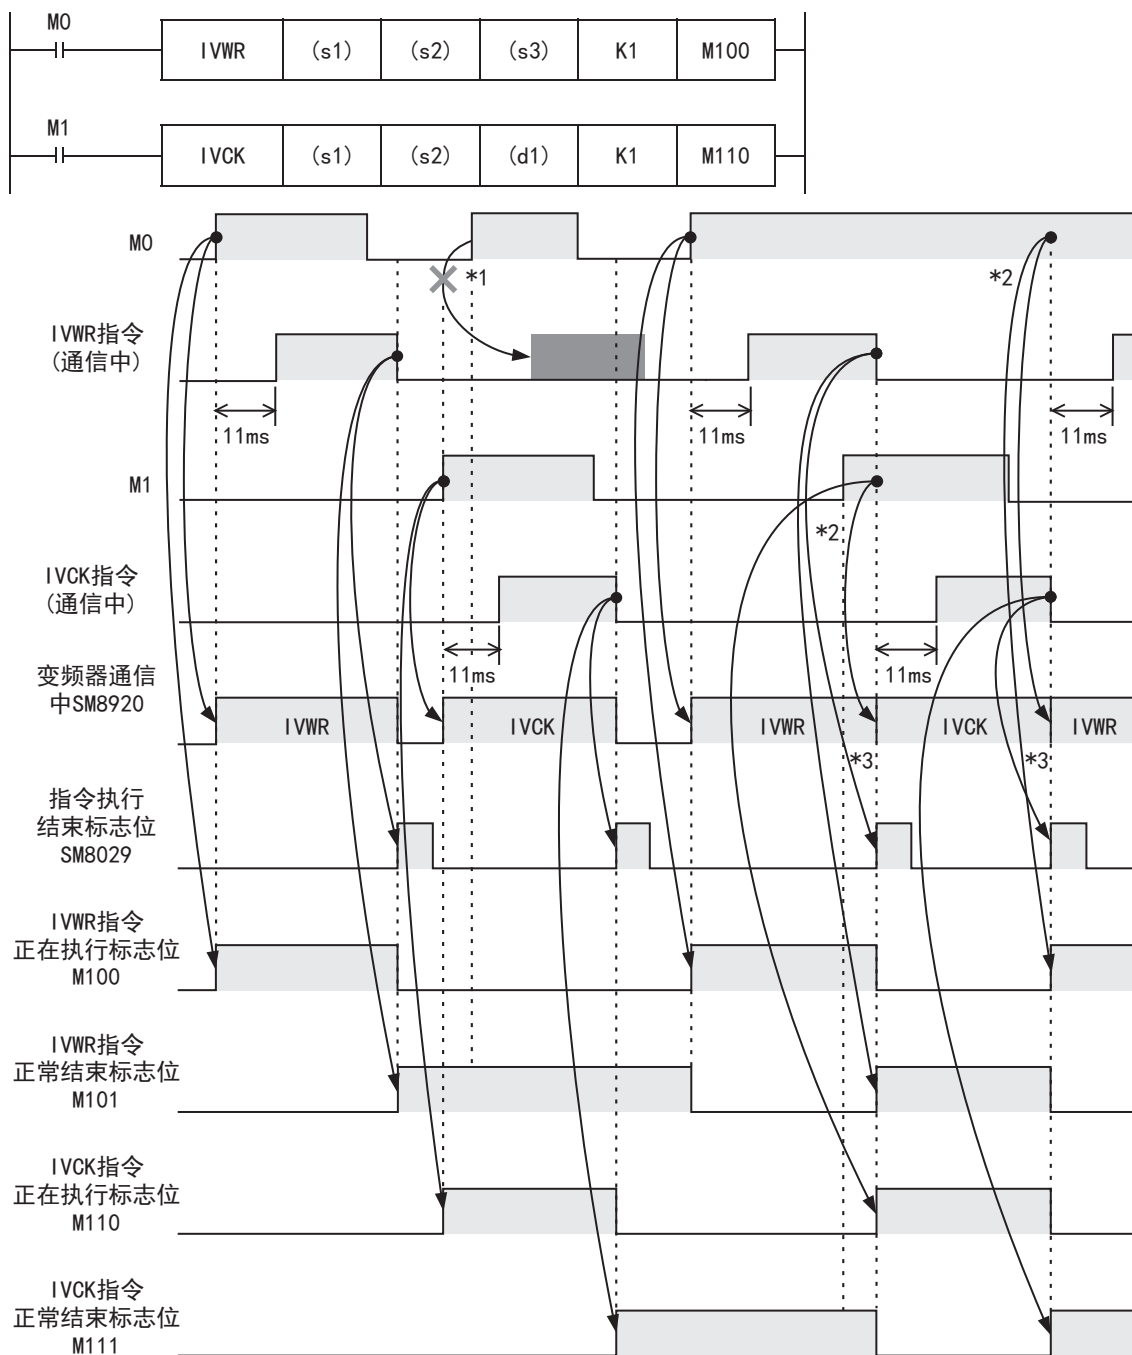 M0
IVWR (s1) (s2) (s3) K1 M100
M1
IVCK (s1) (s2) (d1) K1 M110
M0
*1
*2
IVWR指令
(通信中)
11ms
11ms
11ms
M1
*2
IVCK指令
(通信中)
11ms
11ms
变频器通信
中SM8920
IVWR
IVCK
IVWR
IVCK
IVWR
*3
*3
指令执行
结束标志位
SM8029
IVWR指令
正在执行标志位
M100
IVWR指令
正常结束标志位
M101
IVCK指令
正在执行标志位
M110
IVCK指令
正常结束标志位
M111